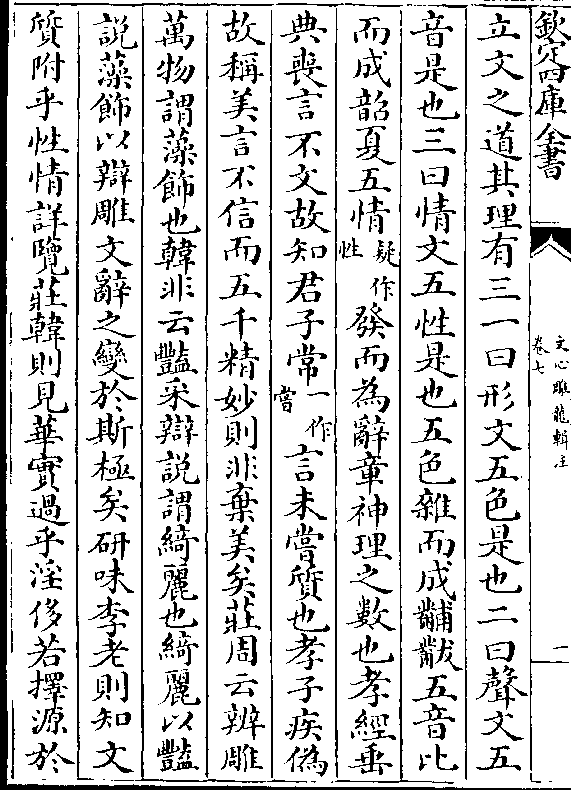 欽定四庫全書
文心雕龍輯注
卷七
一
立文之道其理有三一曰形文五色是也二曰聲文五
音是也三曰情文五性是也五色雜而成黼黻五音比
而成韶夏五情疑作性發而為辭章神理之數也孝經垂
典喪言不文故知君子常一作嘗言未嘗質也孝子疾偽
故稱美言不信而五千精妙則非棄美矣莊周云辨雕
萬物謂藻飾也韓非云豔采辯說謂綺麗也綺麗以豔
說藻飾以辯雕文辭之變於斯極矣研味李老則知文
質附乎性情詳覽莊韓則見華實過乎淫侈若擇源於